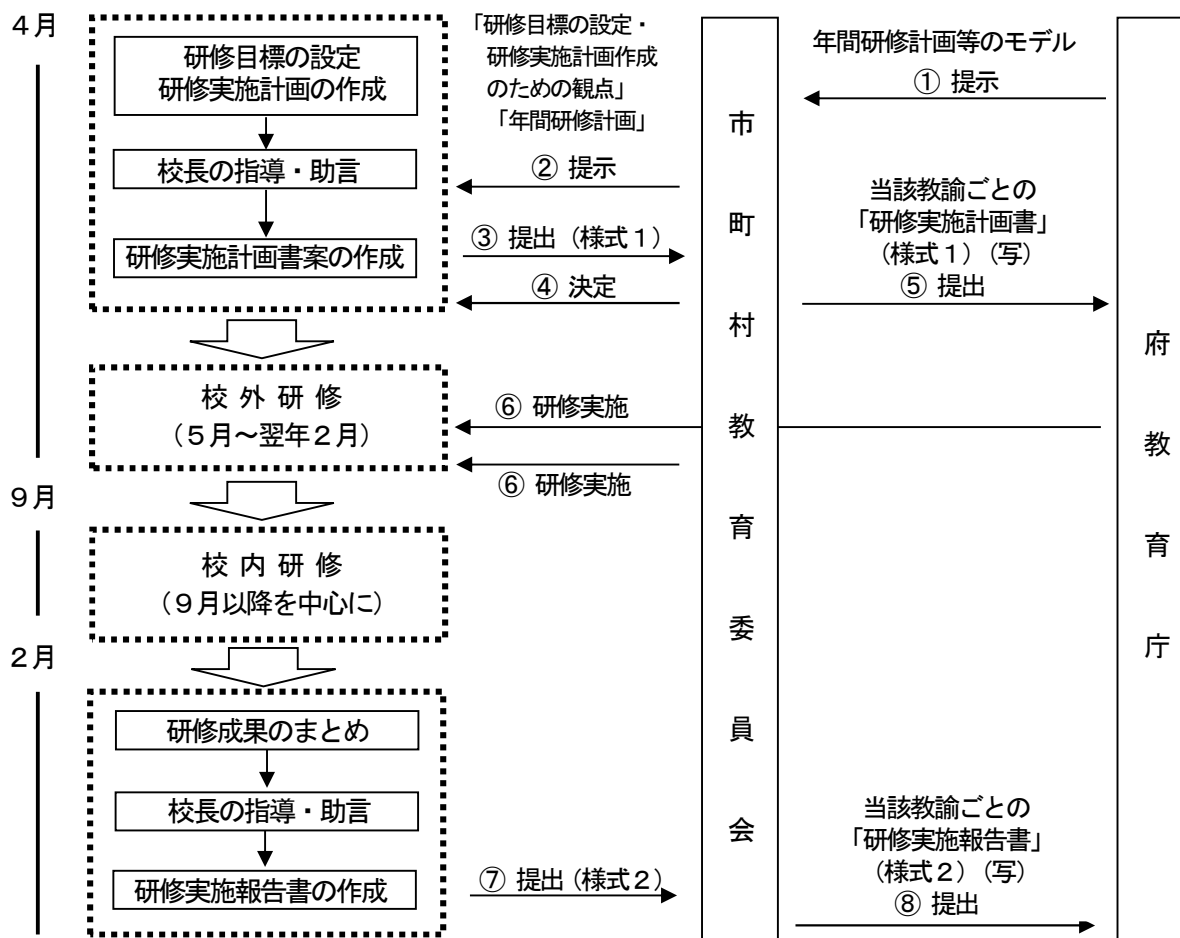 4月
研修目標の設定
研修実施計画の作成
校長の指導・助言
研修実施計画書案の作成
「研修目標の設定・
研修実施計画作成
のための観点」
「年間研修計画」
② 提示
③ 提出（様式1）
④ 決定
年間研修計画等のモデル
① 提示
当該教諭ごとの
「研修実施計画書」
（様式1）（写）
⑤ 提出
市町村教育委員会
府教育庁
校外研修
（5月～翌年2月）
⑥ 研修実施
⑥ 研修実施
9月
校内研修
（9月以降を中心に）
2月
研修成果のまとめ
校長の指導・助言
研修実施報告書の作成
⑦ 提出（様式2）
当該教諭ごとの
「研修実施報告書」
（様式2）（写）
⑧ 提出